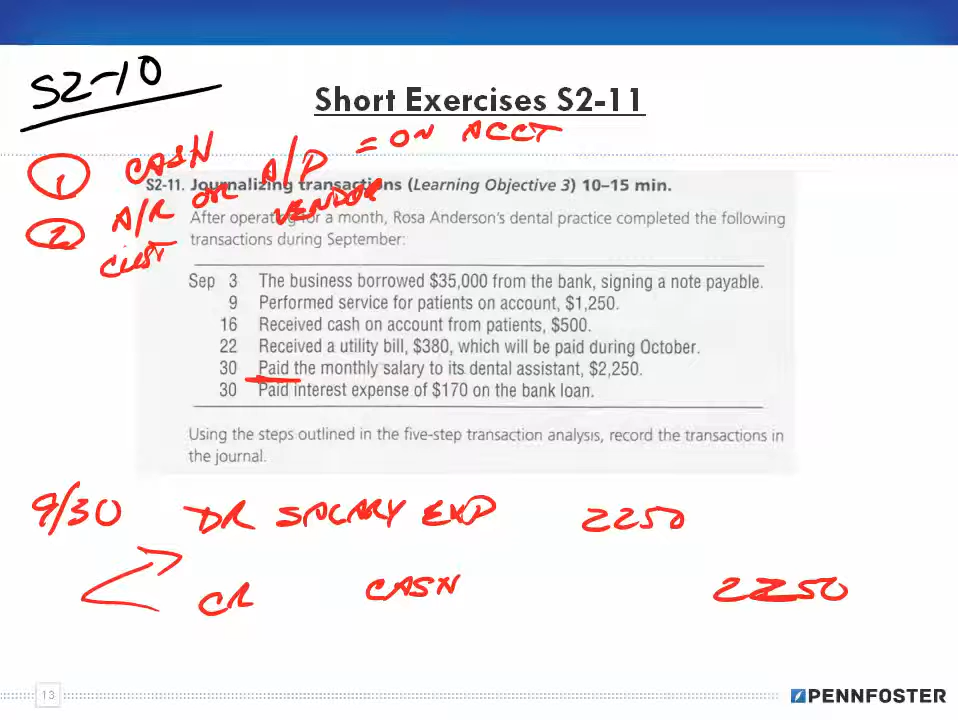 S2-10
Short Exercises S2-11
1 CASH
2 A/R OR A/P = ON ACCT
CUST VENDOR
S2-11. Journalizing transactions (Learning Objective 3) 10–15 min.
After operating for a month, Rosa Anderson's dental practice completed the following
transactions during September:
Sep 3 The business borrowed $35,000 from the bank, signing a note payable.
9 Performed service for patients on account, $1,250.
16 Received cash on account from patients, $500.
22 Received a utility bill, $380, which will be paid during October.
30 Paid the monthly salary to its dental assistant, $2,250.
30 Paid interest expense of $170 on the bank loan.
Using the steps outlined in the five-step transaction analysis, record the transactions in
the journal.
9/30 DR SALARY EXP 2250
CR CASH 2250
13
PENNFOSTER